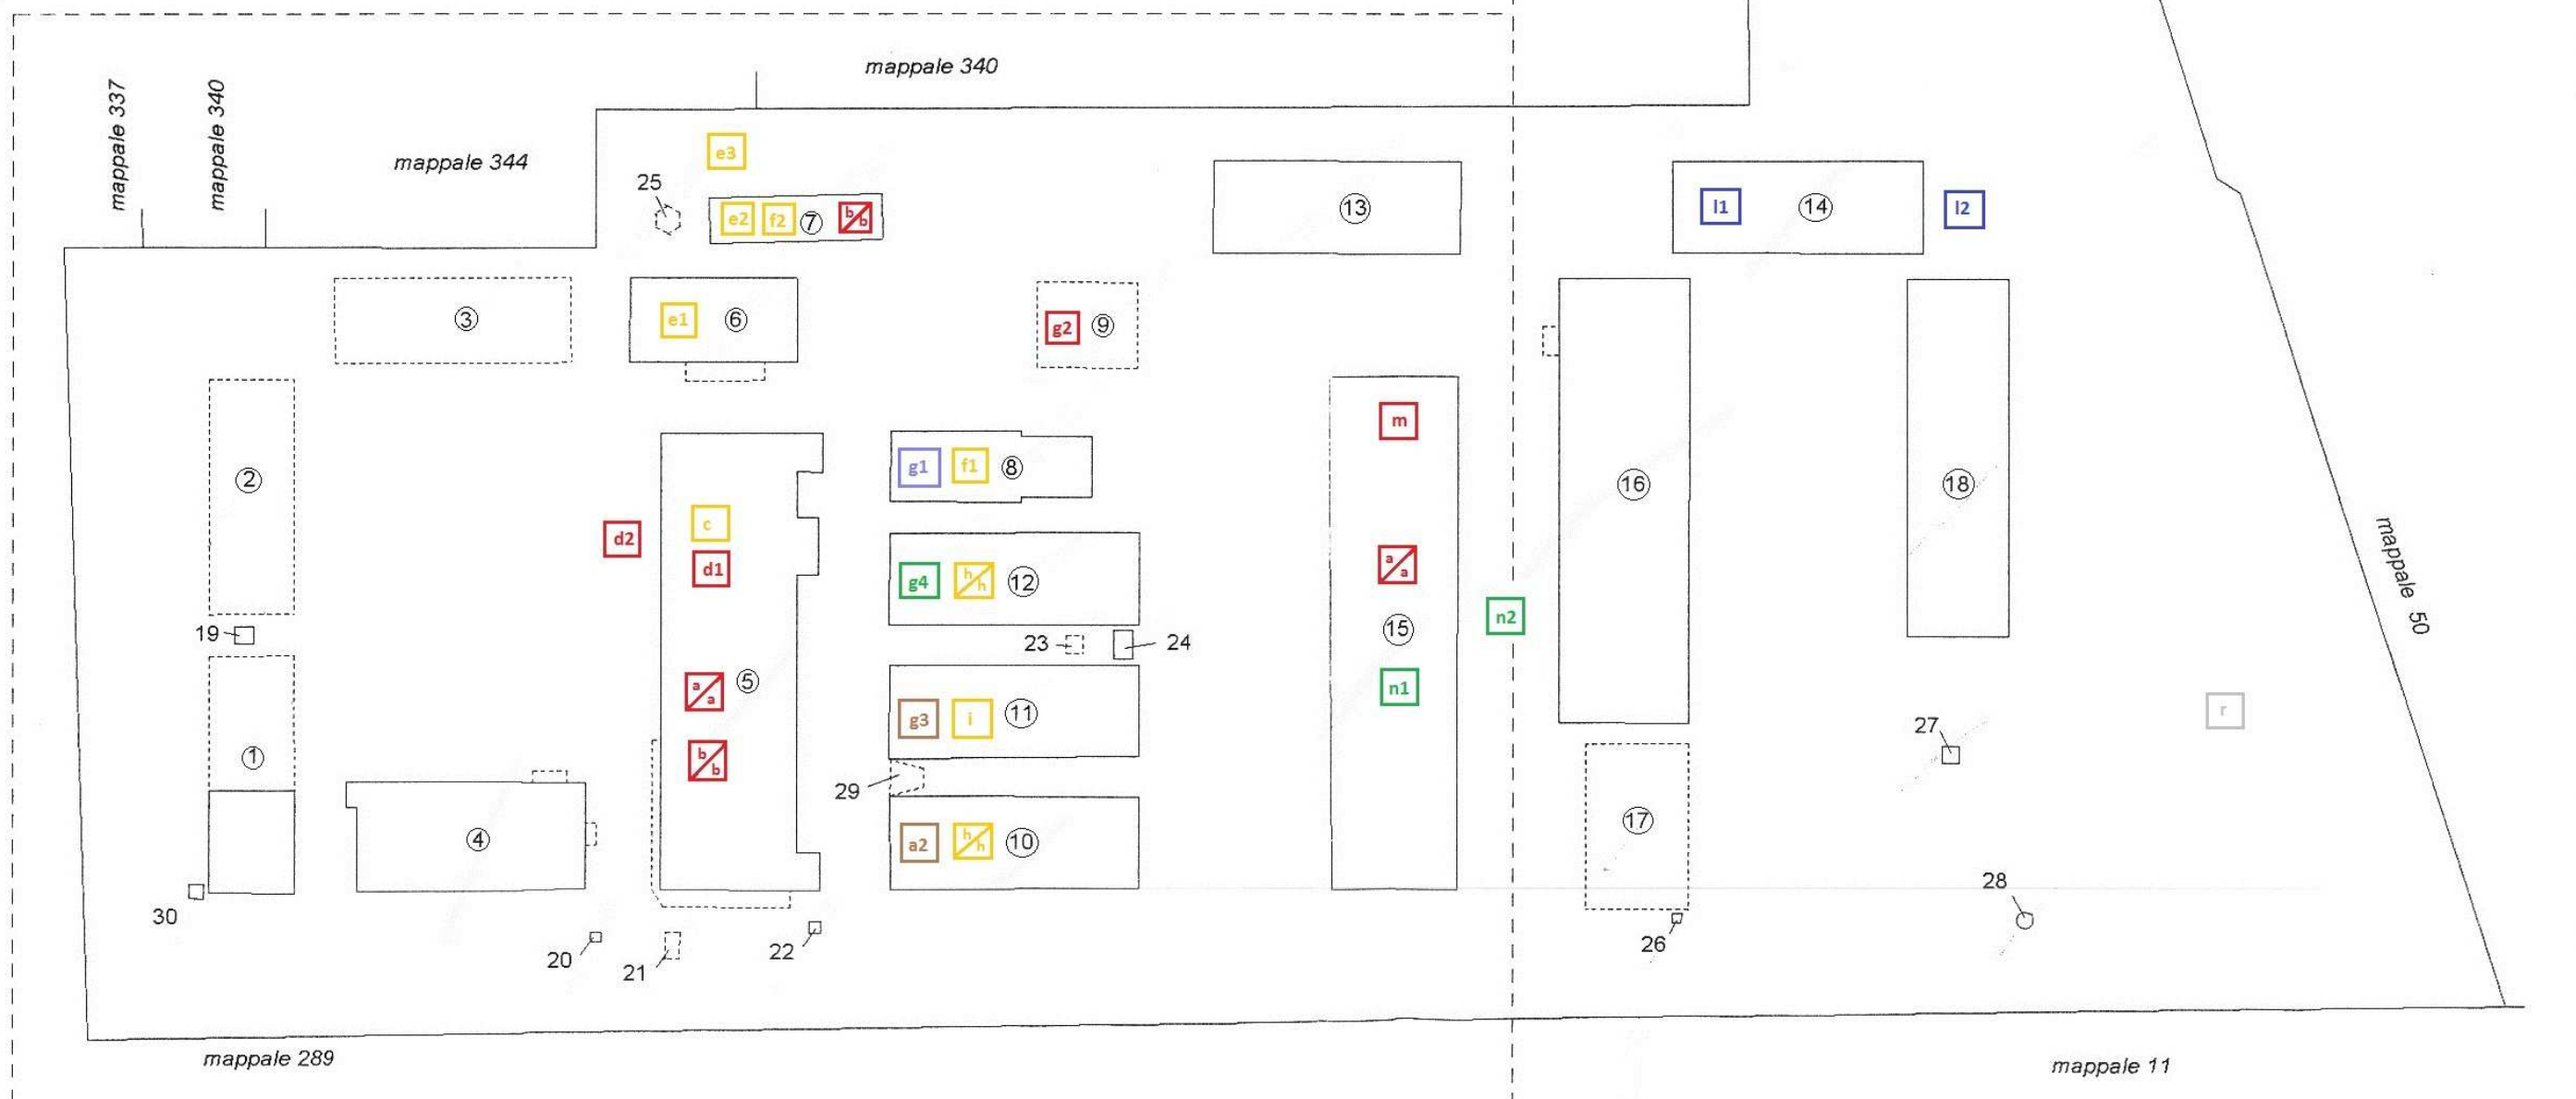 mappale 340
mappale 337
mappale 340
mappale 344
e3
25
e2 f2 7 b/b
13
l1 14 l2
3
e1 6
g2 9
m
2
g1 f1 8
16
18
c
d2
d1
g4 h/h 12
a/a
mappale 50
n2
19
23
24
15
a/a 5
n1
g3 i 11
r
27
1
b/b
29
4
a2 h/h 10
17
28
30
20
21
22
26
mappale 289
mappale 11